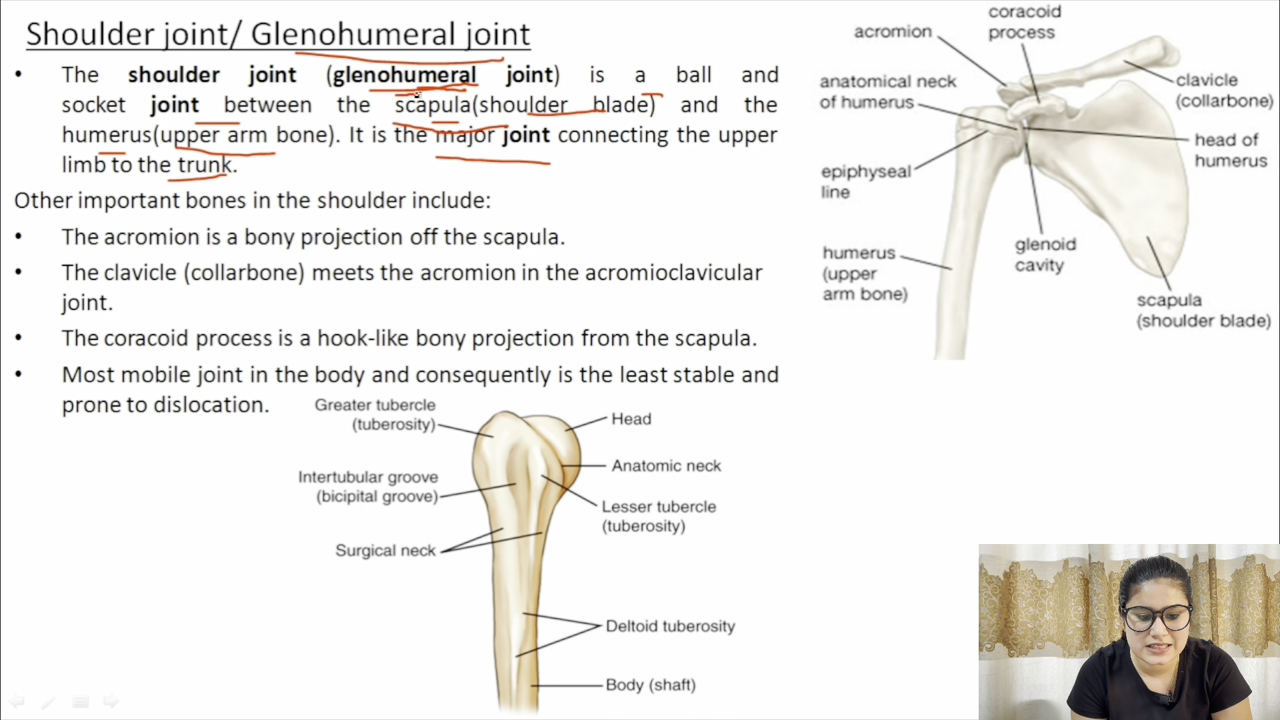 Shoulder joint/ Glenohumeral joint
• The shoulder joint (glenohumeral joint) is a ball and
socket joint between the scapula(shoulder blade) and the
humerus(upper arm bone). It is the major joint connecting the upper
limb to the trunk.
Other important bones in the shoulder include:
• The acromion is a bony projection off the scapula.
• The clavicle (collarbone) meets the acromion in the acromioclavicular
joint.
• The coracoid process is a hook-like bony projection from the scapula.
• Most mobile joint in the body and consequently is the least stable and
prone to dislocation.
coracoid
process
acromion
anatomical neck
of humerus
clavicle
(collarbone)
head of
humerus
epiphyseal
line
glenoid
cavity
humerus
(upper
arm bone)
scapula
(shoulder blade)
Greater tubercle
(tuberosity)
Head
Anatomic neck
Intertubular groove
(bicipital groove)
Lesser tubercle
(tuberosity)
Surgical neck
Deltoid tuberosity
Body (shaft)